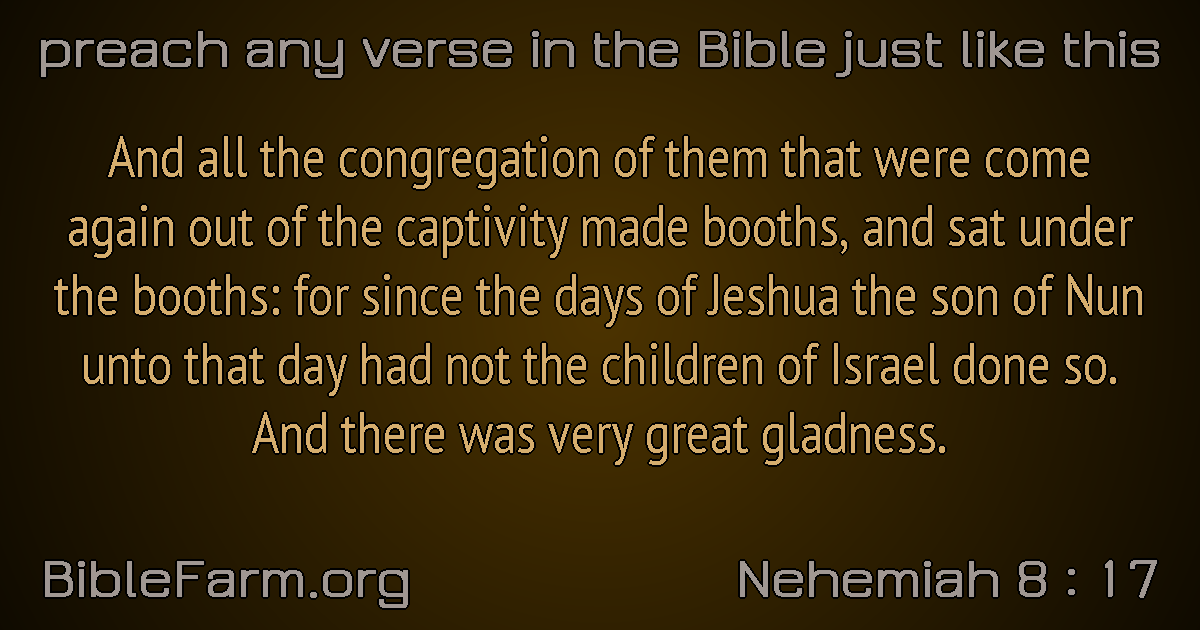 preach any verse in the Bible just like this
And all the congregation of them that were come
again out of the captivity made booths, and sat under
the booths: for since the days of Jeshua the son of Nun
unto that day had not the children of Israel done so.
And there was very great gladness.
BibleFarm.org
Nehemiah 8 : 17